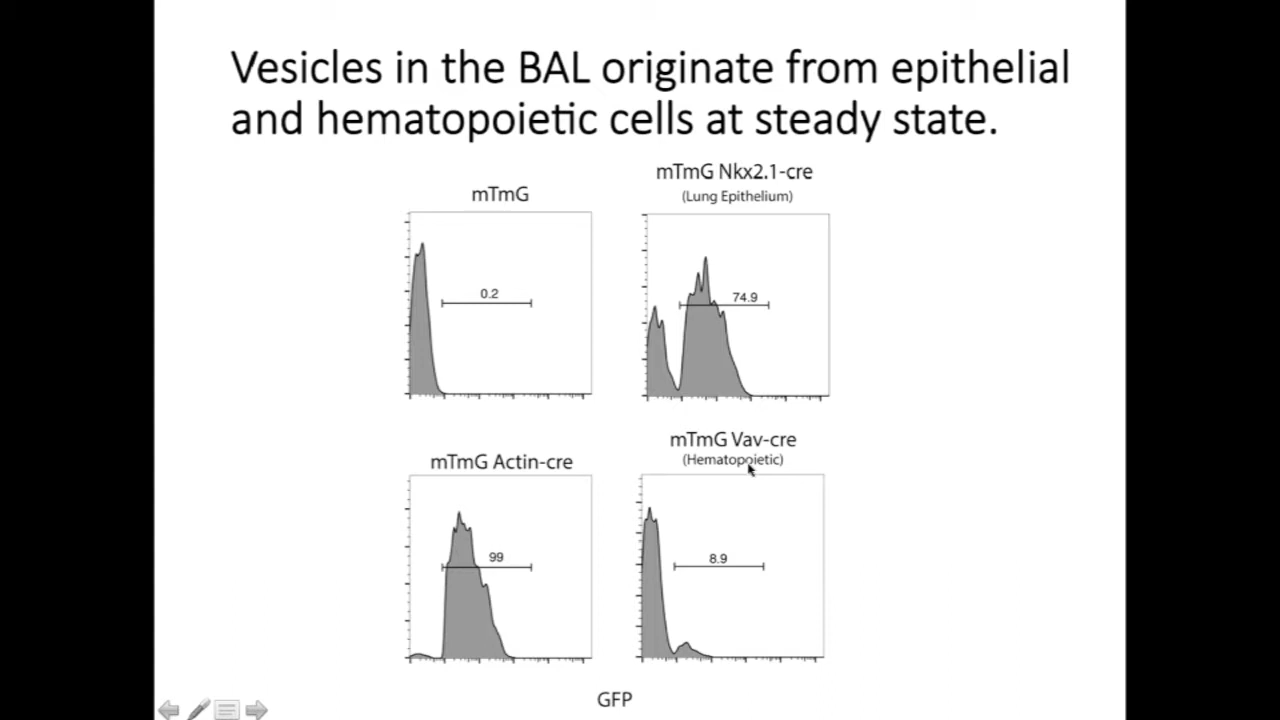 Vesicles in the BAL originate from epithelial
and hematopoietic cells at steady state.
mTmG
0.2
mTmG Nkx2.1-cre
(Lung Epithelium)
74.9
mTmG Actin-cre
99
mTmG Vav-cre
(Hematopoietic)
8.9
GFP